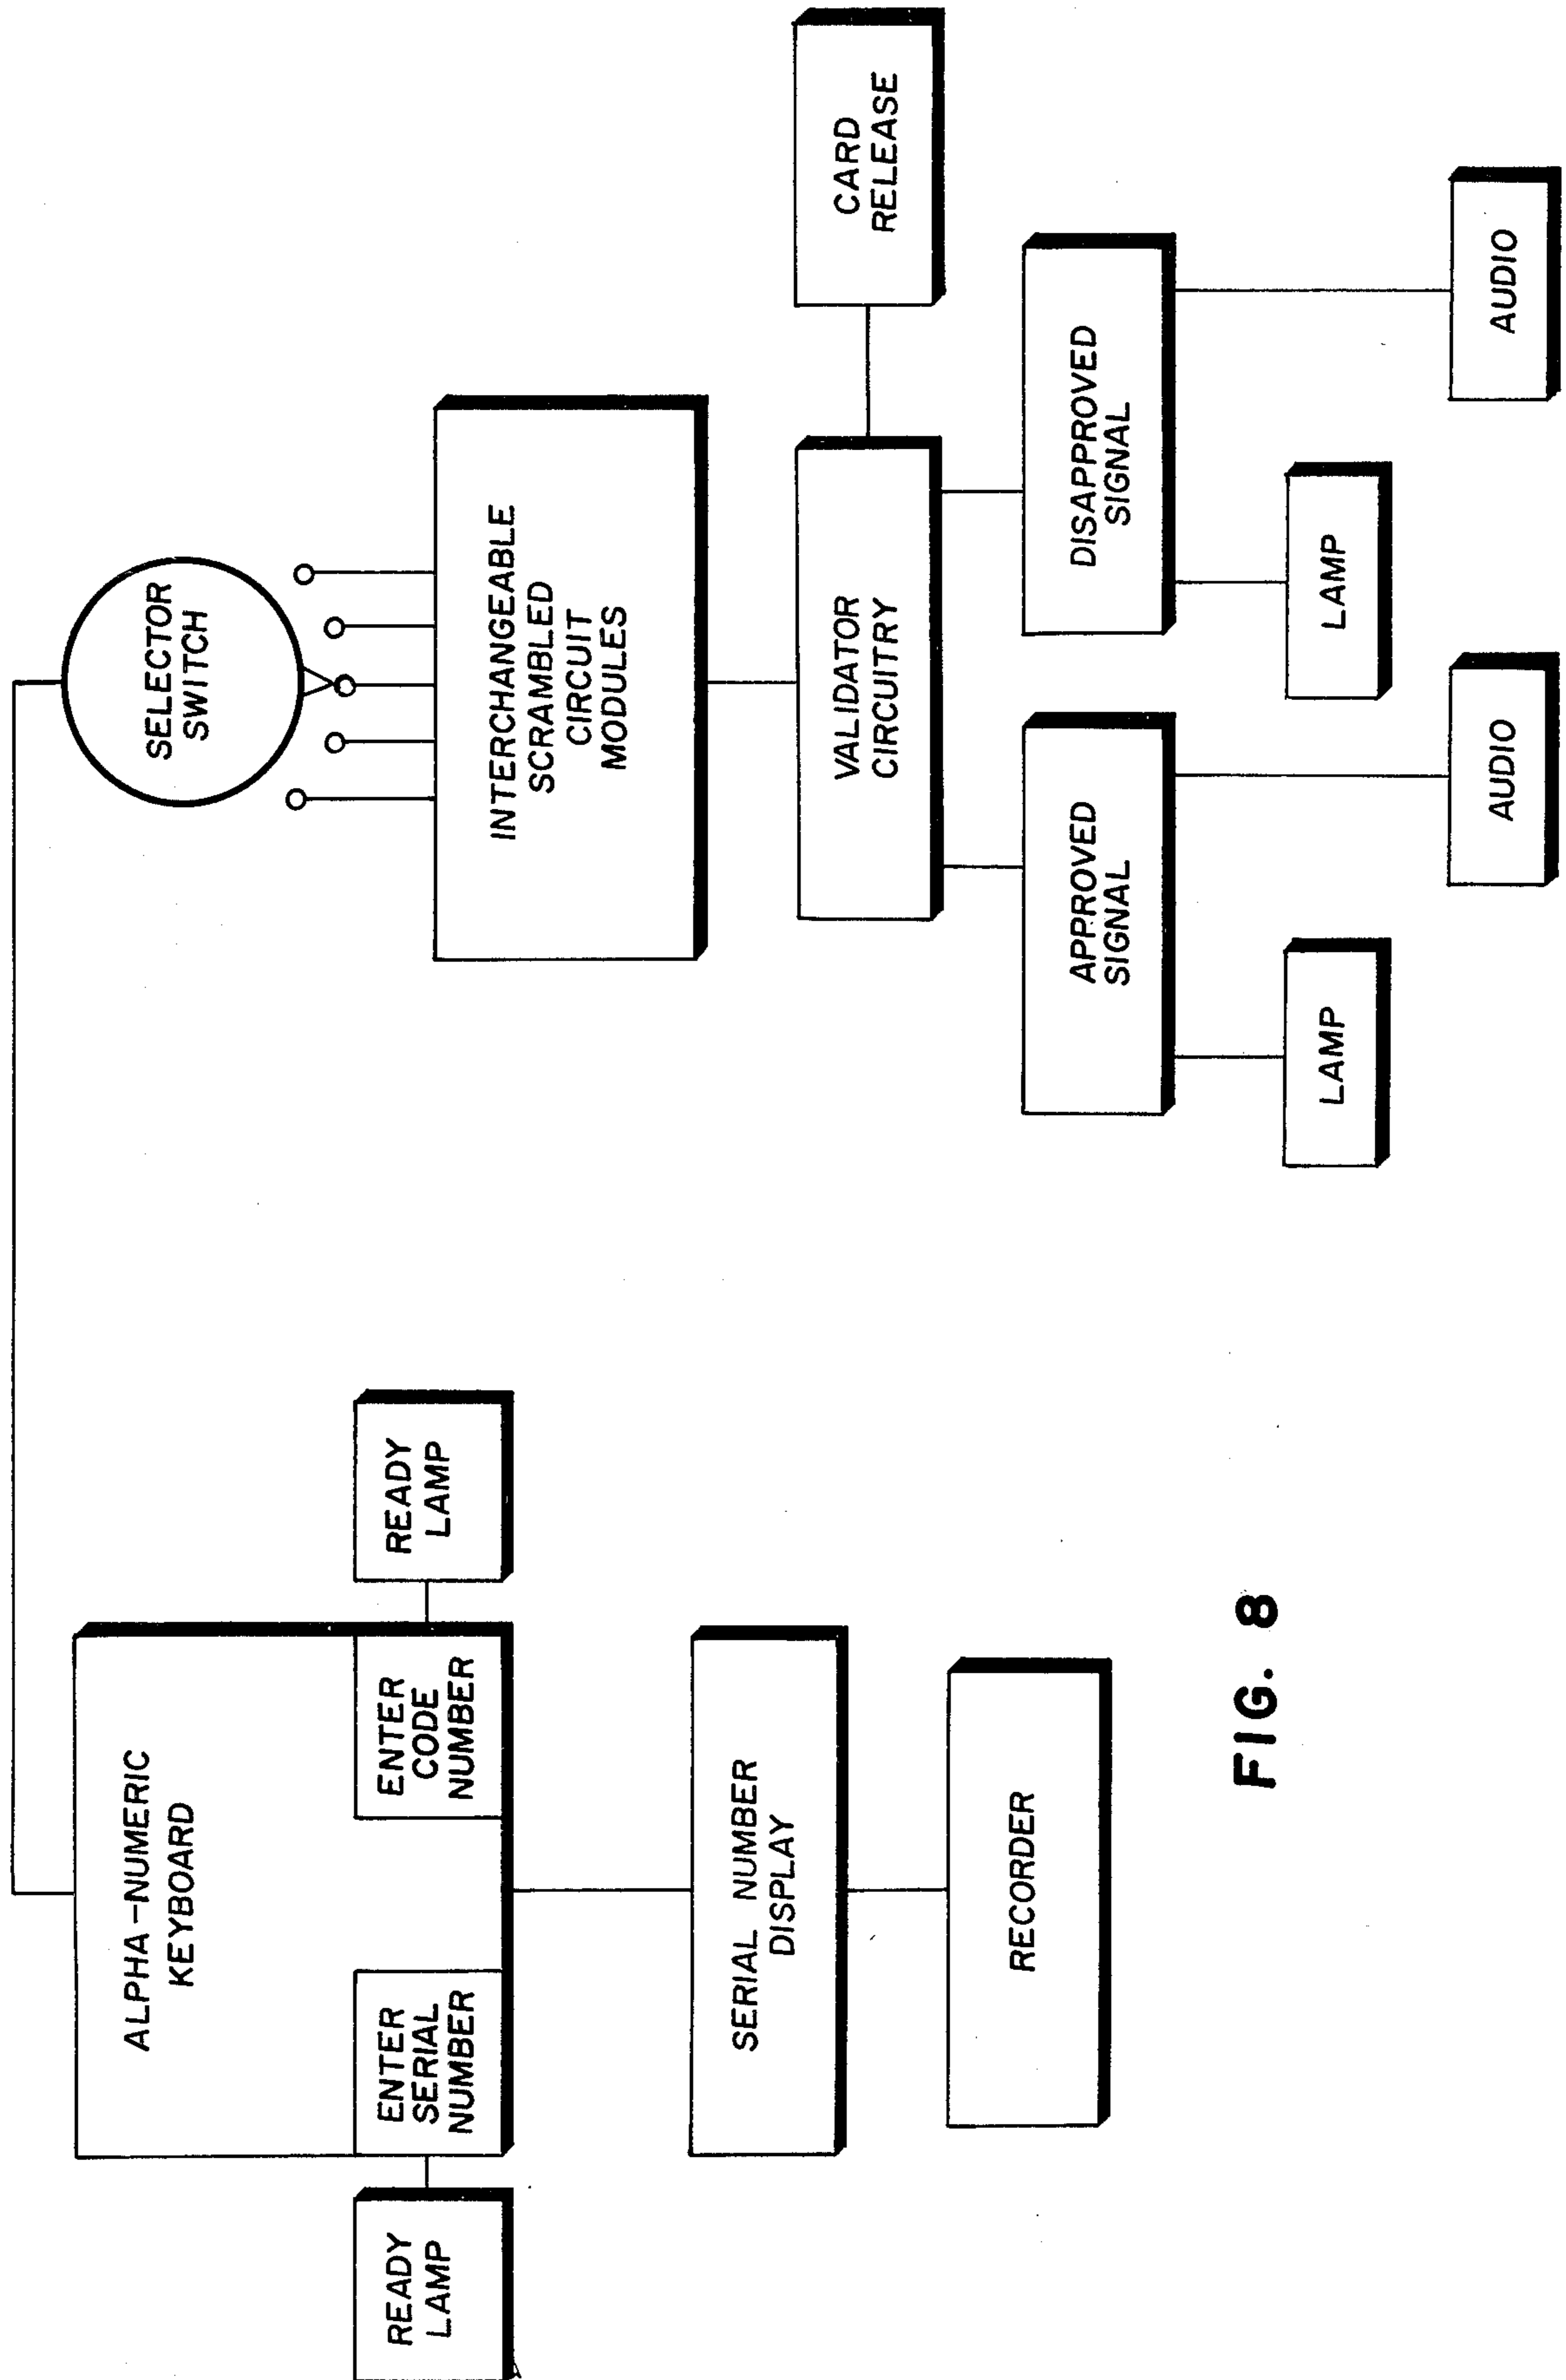 ALPHA-NUMERIC
KEYBOARD
READY
LAMP
ENTER
SERIAL
NUMBER
ENTER
CODE
NUMBER
READY
LAMP
SERIAL NUMBER
DISPLAY
RECORDER
SELECTOR
SWITCH
INTERCHANGEABLE
SCRAMBLED
CIRCUIT
MODULES
VALIDATOR
CIRCUITRY
CARD
RELEASE
APPROVED
SIGNAL
DISAPPROVED
SIGNAL
LAMP
LAMP
AUDIO
AUDIO
FIG. 8